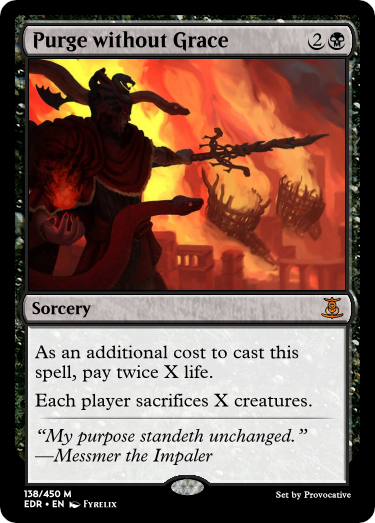 Purge without Grace 2
Sorcery
As an additional cost to cast this
spell, pay twice X life.
Each player sacrifices X creatures.
“My purpose standeth unchanged.”
—Messmer the Impaler
138/450 M
EDR • EN Fyrelix
Set by Provocative